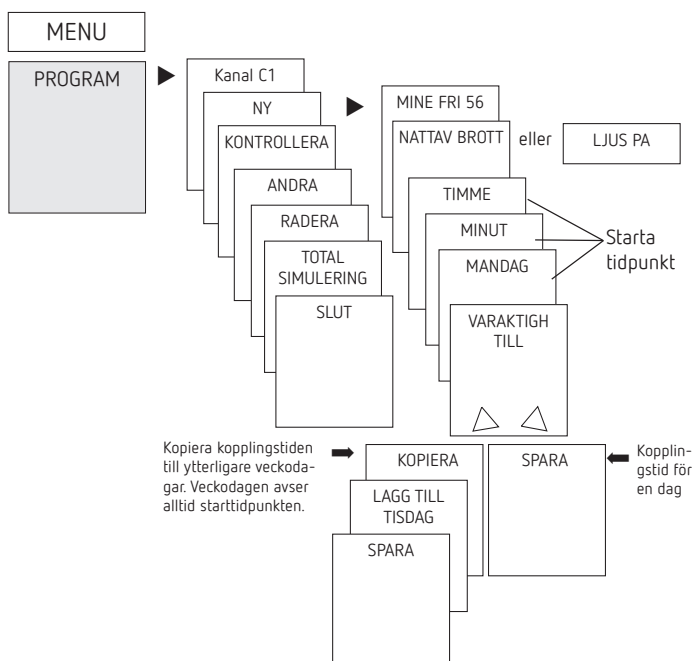 MENU
PROGRAM
Kanal C1
NY
KONTROLLERA
ANDRA
RADERA
TOTAL
SIMULERING
SLUT
MINE FRI 56
NATTAV BROTT
eller
LJUS PA
TIMME
MINUT
MANDAG
Starta
tidpunkt
VARAKTIGH
TILL
Kopiera kopplingstiden
till ytterligare veckoda-
gar. Veckodagen avser
alltid starttidpunkten.
KOPIERA
LAGG TILL
TISDAG
SPARA
SPARA
Kopplin-
gstid för
en dag